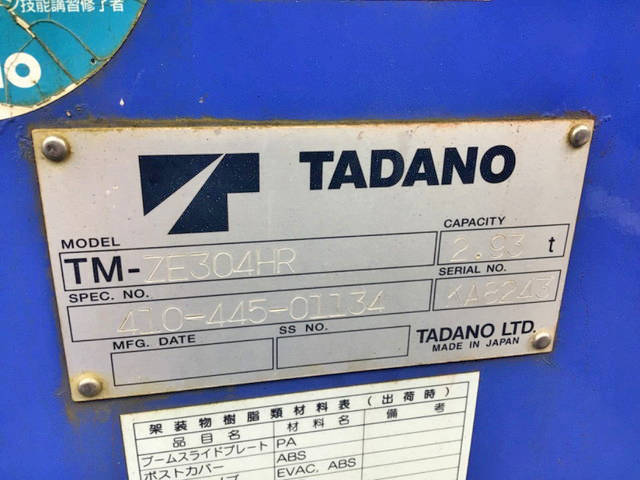 技能講習修了者
TADANO
MODEL
TM-ZE304HR
CAPACITY
2.93 t
SPEC. NO.
410-445-01134
SERIAL NO.
KA8243
MFG. DATE
SS NO.
TADANO LTD.
MADE IN JAPAN
架装物樹脂類材料表(出荷時)
品目名 材料名 備考
ブームスライドプレート PA
ポストカバー ABS
EVAC, ABS